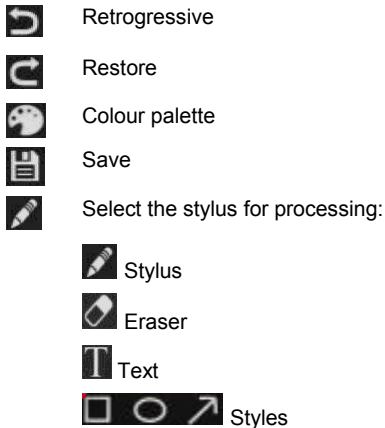 Retrogressive
Restore
Colour palette
Save
Select the stylus for processing:
Stylus
Eraser
Text
Styles